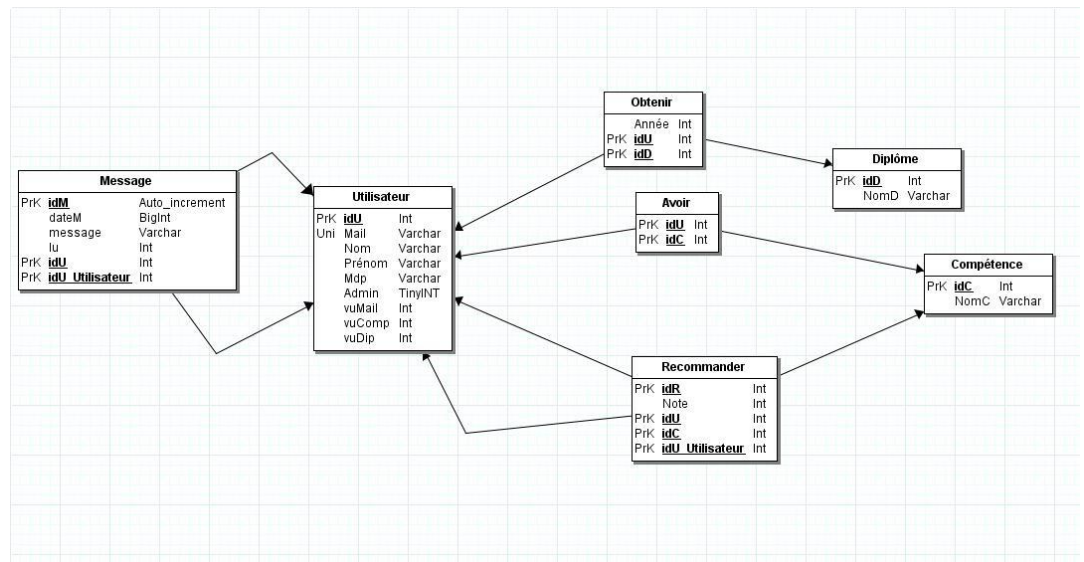 Message
PrK idM Auto_increment
dateM BigInt
message Varchar
lu Int
PrK idU Int
PrK idU_Utilisateur Int
Utilisateur
PrK idU Int
Uni Mail Varchar
Nom Varchar
Prénom Varchar
Mdp Varchar
Admin TinyINT
vuMail Int
vuComp Int
vuDip Int
Obtenir
Année Int
PrK idU Int
PrK idD Int
Diplôme
PrK idD Int
NomD Varchar
Avoir
PrK idU Int
PrK idC Int
Compétence
PrK idC Int
NomC Varchar
Recommander
PrK idR Int
Note Int
PrK idU Int
PrK idC Int
PrK idU_Utilisateur Int